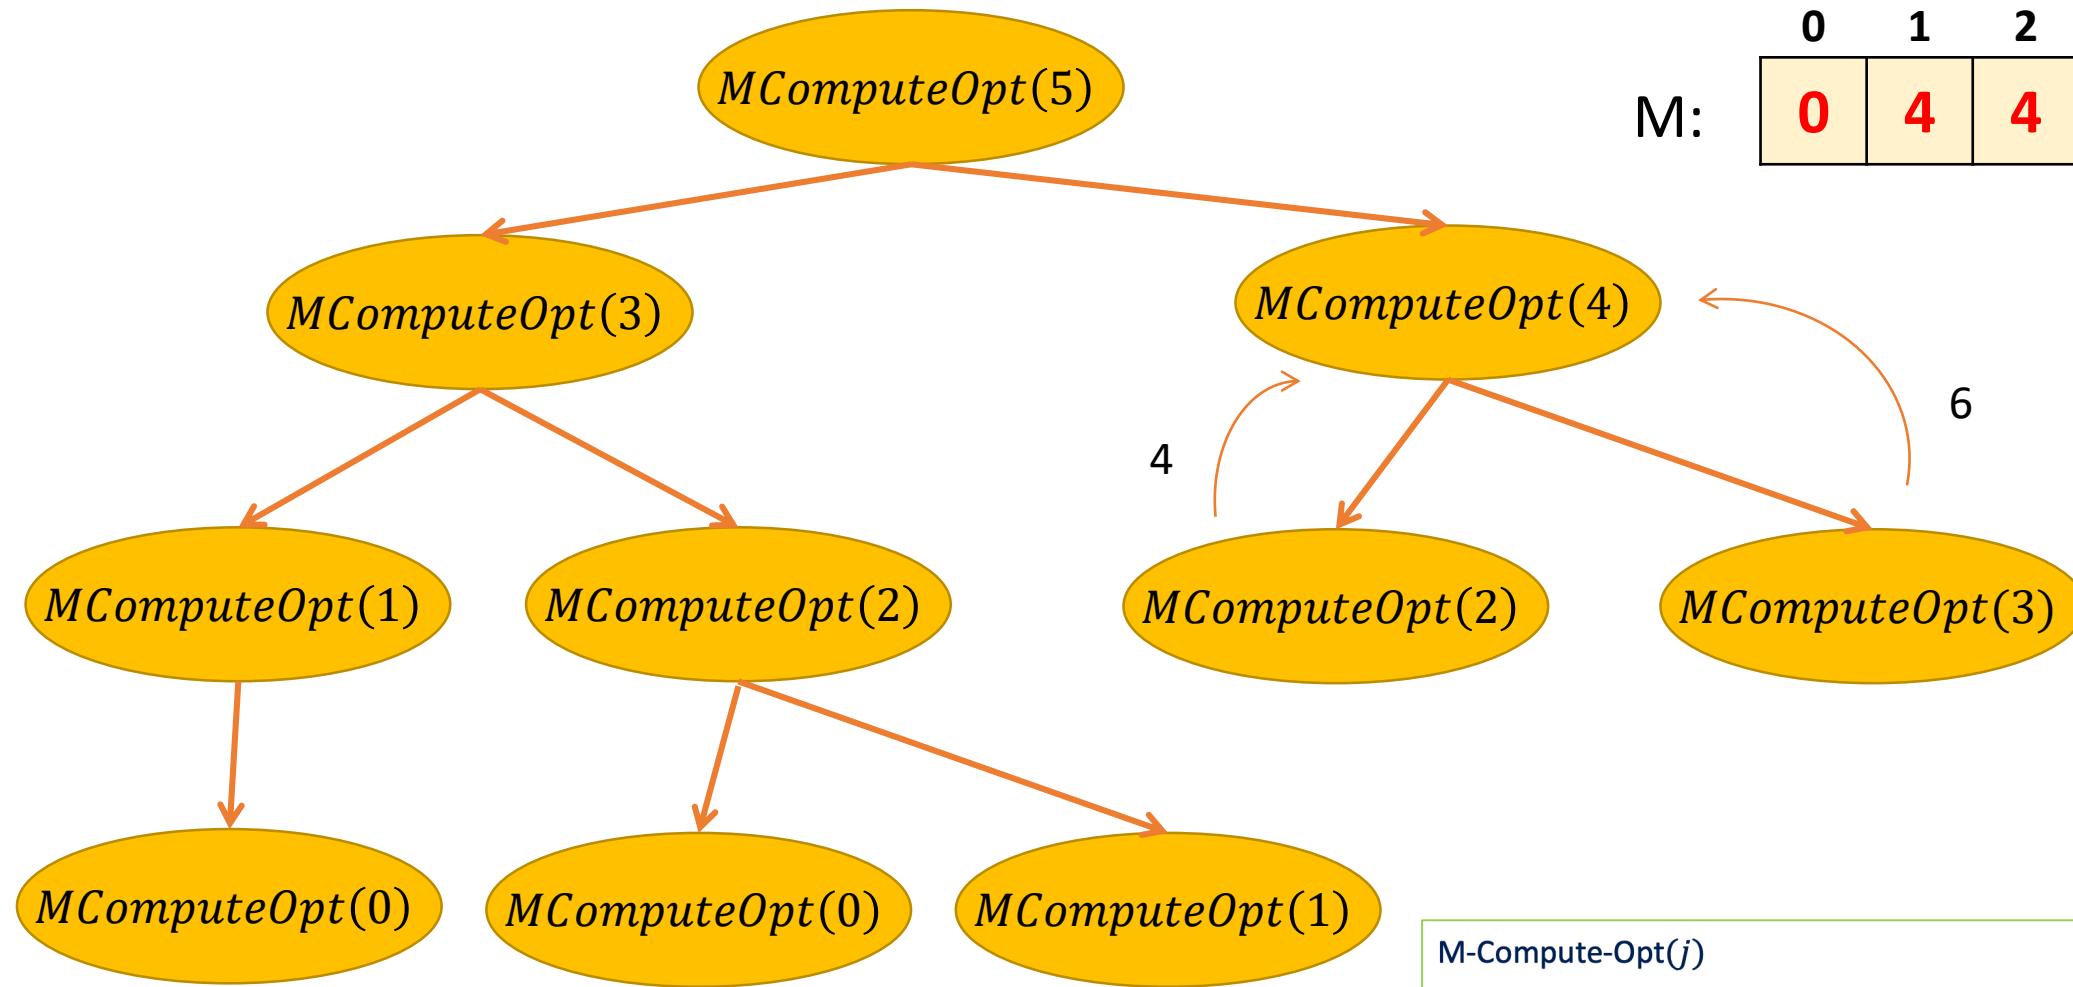 0 1 2
M: 0 4 4
MComputeOpt(5)
MComputeOpt(3) MComputeOpt(4)
4 6
MComputeOpt(1) MComputeOpt(2) MComputeOpt(2) MComputeOpt(3)
MComputeOpt(0) MComputeOpt(0) MComputeOpt(1)
M-Compute-Opt(j)